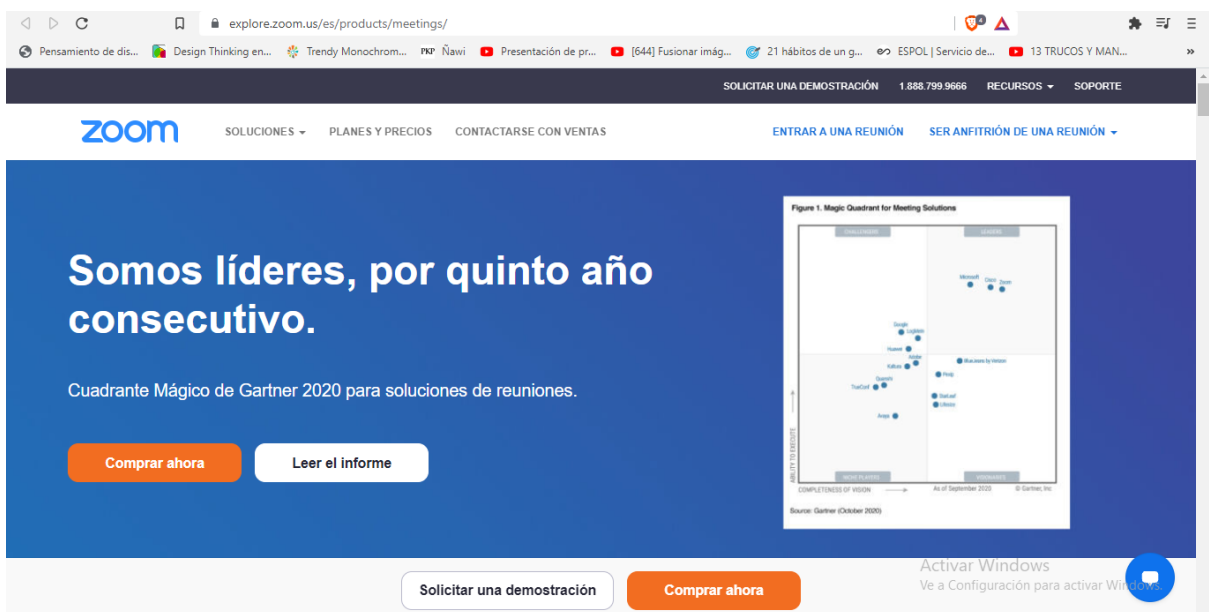 explore.zoom.us/es/products/meetings/
Pensamiento de dis... Design Thinking en... Trendy Monochrom... PKP Ñawi Presentación de pr... [644] Fusionar imág... 21 hábitos de un g... ESPOL | Servicio de... 13 TRUCOS Y MAN... »
SOLICITAR UNA DEMOSTRACIÓN 1.888.799.9666 RECURSOS SOPORTE
zoom SOLUCIONES PLANES Y PRECIOS CONTACTARSE CON VENTAS ENTRAR A UNA REUNIÓN SER ANFITRIÓN DE UNA REUNIÓN
Somos líderes, por quinto año
consecutivo.
Cuadrante Mágico de Gartner 2020 para soluciones de reuniones.
Comprar ahora Leer el informe
Figure 1. Magic Quadrant for Meeting Solutions
CHALLENGERS LEADERS
Microsoft Cisco Zoom
Google
LogMeIn
Huawei
Adobe
Kaltura
BlueJeans by Verizon
Pexip
TrueConf
StarLeaf
Lifesize
Avaya
ABILITY TO EXECUTE
NICHE PLAYERS VISIONARIES
COMPLETENESS OF VISION As of September 2020 © Gartner, Inc
Source: Gartner (October 2020)
Solicitar una demostración Comprar ahora
Activar Windows
Ve a Configuración para activar Windows.